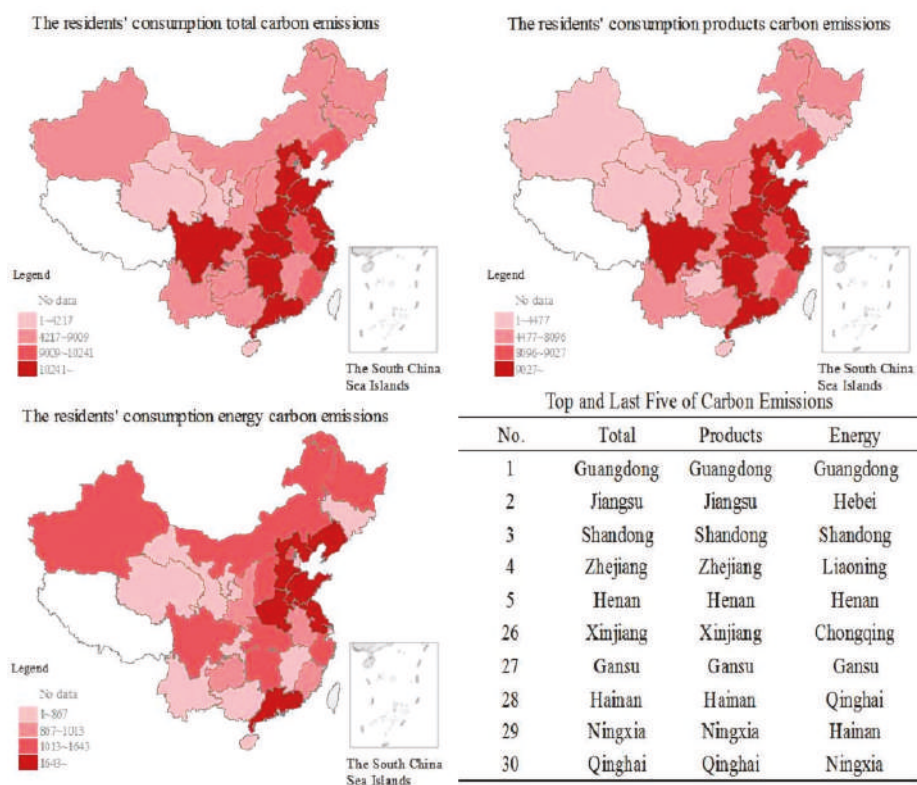 The residents' consumption total carbon emissions
Legend
No data
1~4217
4217~9009
9009~10241
10241~
The South China
Sea Islands
The residents' consumption products carbon emissions
Legend
No data
1~4477
4477~8096
8096~9027
9027~
The South China
Sea Islands
The residents' consumption energy carbon emissions
Legend
No data
1~867
867~1013
1013~1643
1643~
The South China
Sea Islands
Top and Last Five of Carbon Emissions
No. Total Products Energy
1 Guangdong Guangdong Guangdong
2 Jiangsu Jiangsu Hebei
3 Shandong Shandong Shandong
4 Zhejiang Zhejiang Liaoning
5 Henan Henan Henan
26 Xinjiang Xinjiang Chongqing
27 Gansu Gansu Gansu
28 Hainan Hainan Qinghai
29 Ningxia Ningxia Hainan
30 Qinghai Qinghai Ningxia